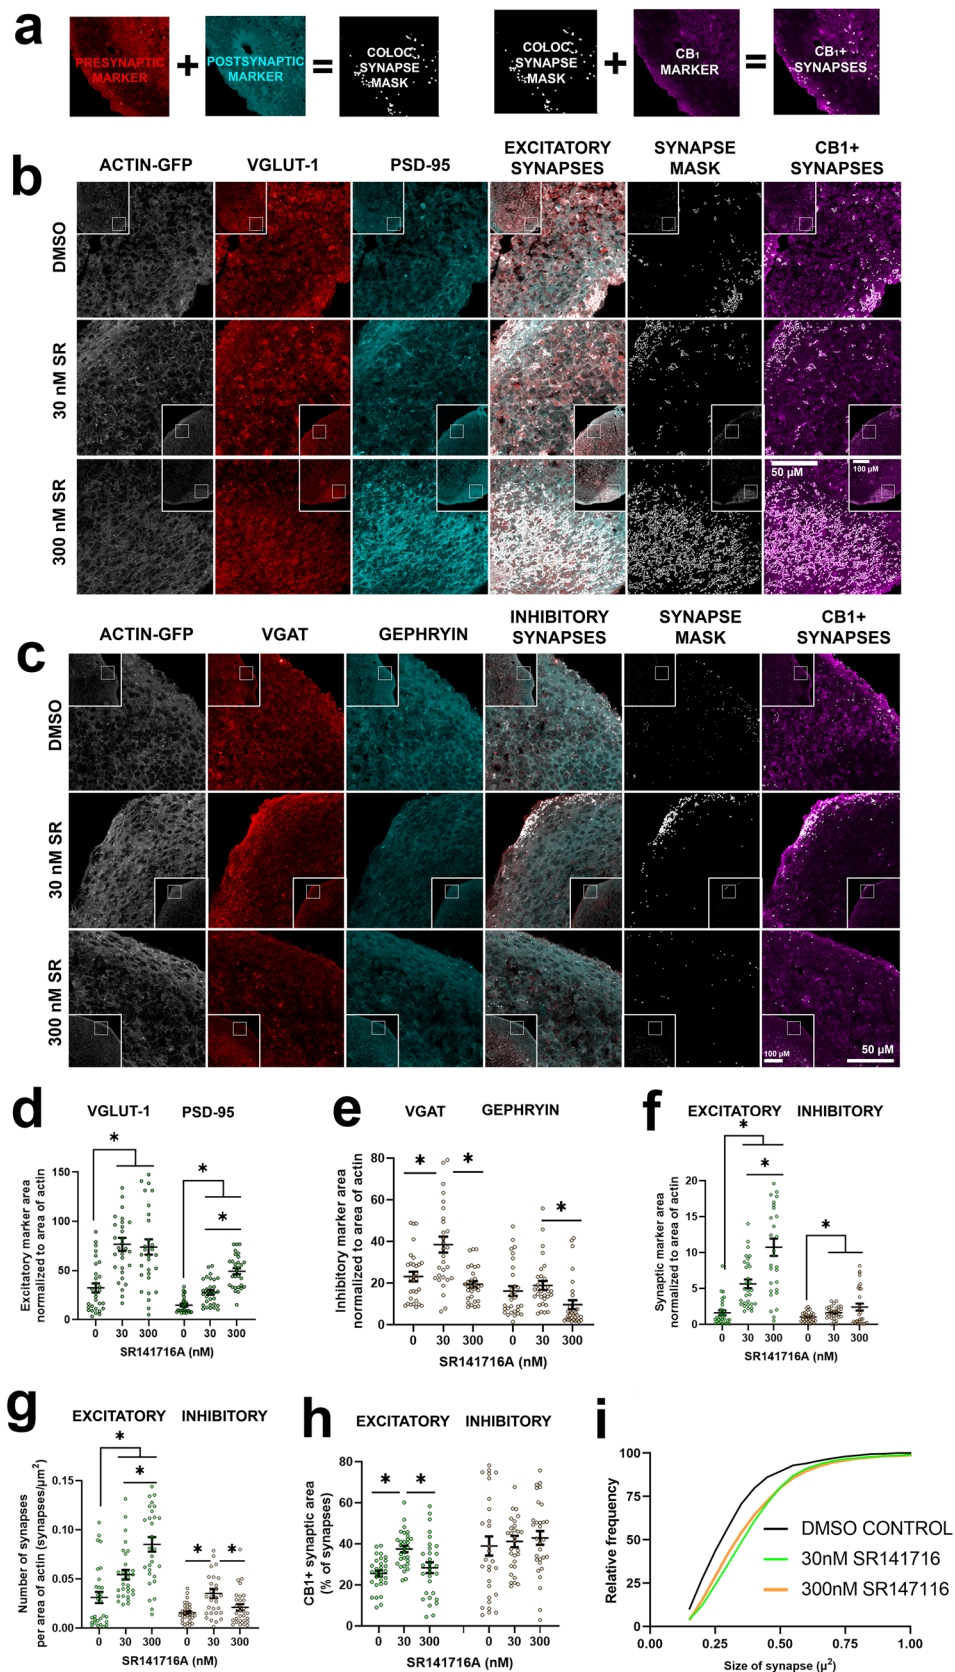 a
PRESYNAPTIC
MARKER
+
POSTSYNAPTIC
MARKER
=
COLOC
SYNAPSE
MASK
COLOC
SYNAPSE
MASK
+
CB1
MARKER
=
CB1+
SYNAPSES
b
ACTIN-GFP
VGLUT-1
PSD-95
EXCITATORY
SYNAPSES
SYNAPSE
MASK
CB1+
SYNAPSES
DMSO
30 nM SR
300 nM SR
50 µM
100 µM
c
ACTIN-GFP
VGAT
GEPHRYIN
INHIBITORY
SYNAPSES
SYNAPSE
MASK
CB1+
SYNAPSES
DMSO
30 nM SR
300 nM SR
100 µM
50 µM
d
VGLUT-1 PSD-95
* * *
Excitatory marker area
normalized to area of actin
150
100
50
0
0 30 300 0 30 300
SR141716A (nM)
e
VGAT GEPHRYIN
* * *
Inhibitory marker area
normalized to area of actin
80
60
40
20
0
0 30 300 0 30 300
SR141716A (nM)
f
EXCITATORY INHIBITORY
* * *
Synaptic marker area
normalized to area of actin
20
15
10
5
0
0 30 300 0 30 300
SR141716A (nM)
g
EXCITATORY INHIBITORY
* * * *
Number of synapses
per area of actin (synapses/µm²)
0.15
0.10
0.05
0.00
0 30 300 0 30 300
SR141716A (nM)
h
EXCITATORY INHIBITORY
* *
CB1+ synaptic area
(% of synapses)
80
60
40
20
0
0 30 300 0 30 300
SR141716A (nM)
i
Relative frequency
100
75
50
25
0
0.00 0.25 0.50 0.75 1.00
Size of synapse (µ²)
DMSO CONTROL
30nM SR141716
300nM SR147116